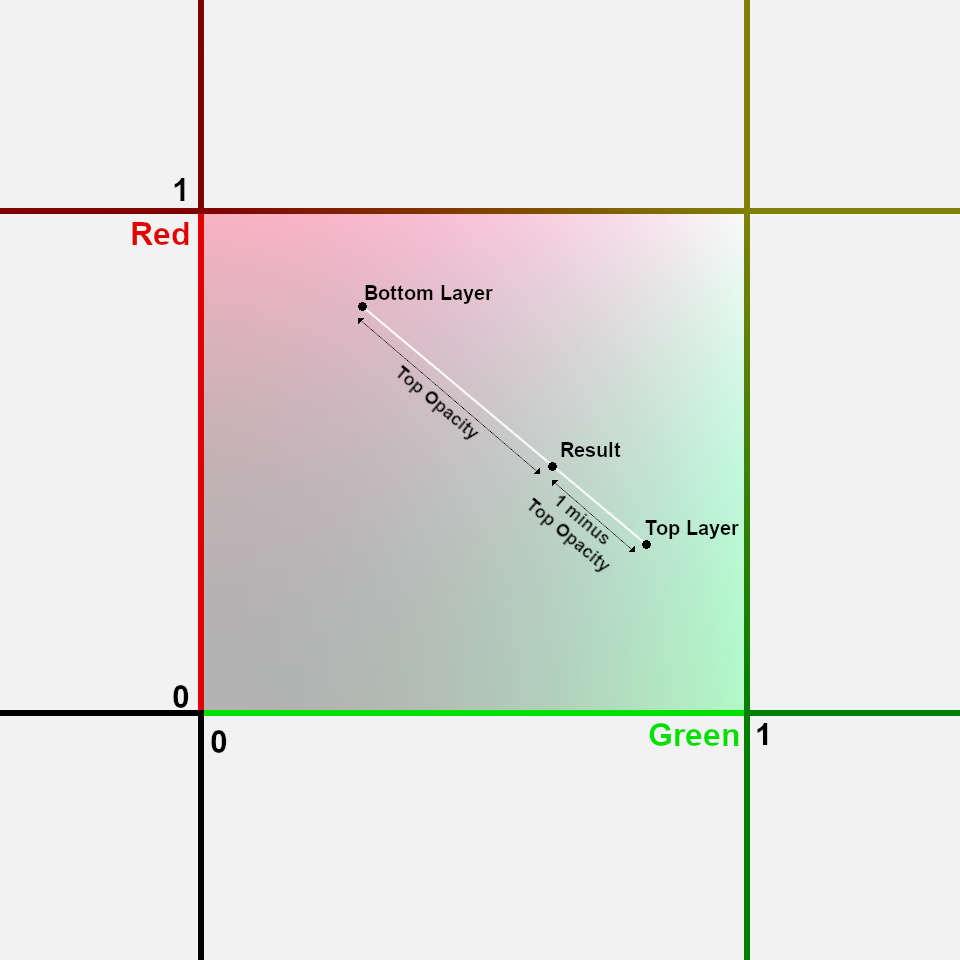 1
Red
Bottom Layer
Top Opacity
Result
1 minus
Top Opacity
Top Layer
0
0
Green
1